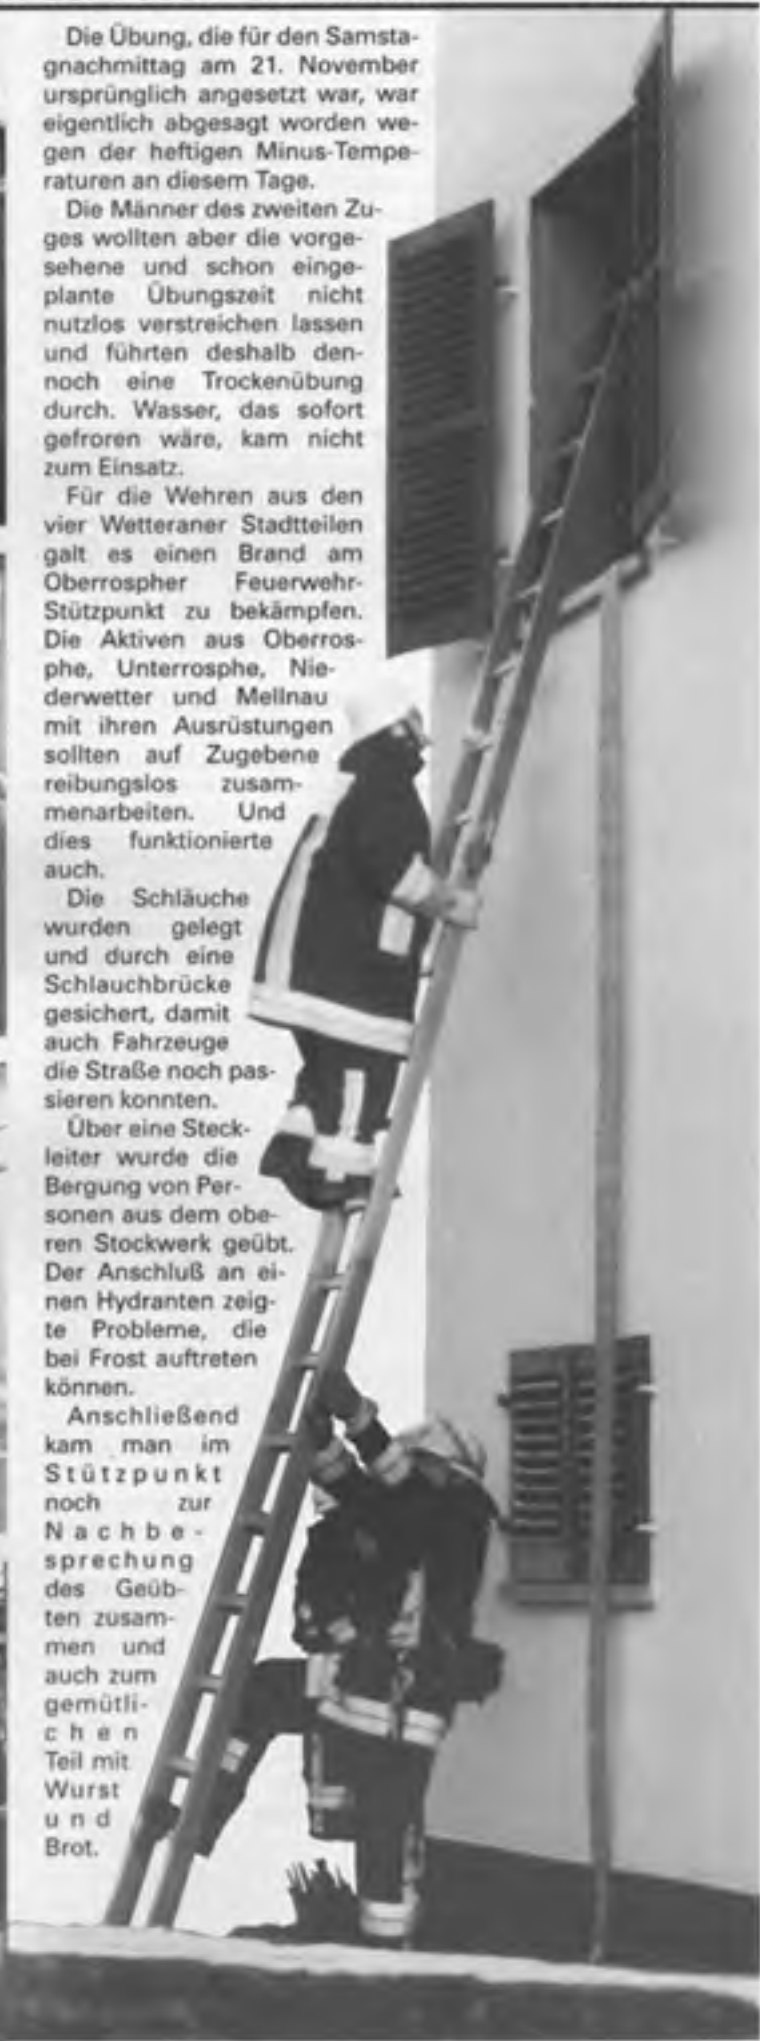 Die Übung, die für den Samsta-
gnachmittag am 21. November
ursprünglich angesetzt war, war
eigentlich abgesagt worden we-
gen der heftigen Minus-Tempe-
raturen an diesem Tage.
Die Männer des zweiten Zu-
ges wollten aber die vorge-
sehene und schon einge-
plante Übungszeit nicht
nutzlos verstreichen lassen
und führten deshalb den-
noch eine Trockenübung
durch. Wasser, das sofort
gefroren wäre, kam nicht
zum Einsatz.
Für die Wehren aus den
vier Wetteraner Stadtteilen
galt es einen Brand am
Oberrospher Feuerwehr-
Stützpunkt zu bekämpfen.
Die Aktiven aus Oberros-
phe, Unterrosphe, Nie-
derwetter und Mellnau
mit ihren Ausrüstungen
sollten auf Zugebene
reibungslos zusam-
menarbeiten. Und
dies funktionierte
auch.
Die Schläuche
wurden gelegt
und durch eine
Schlauchbrücke
gesichert, damit
auch Fahrzeuge
die Straße noch pas-
sieren konnten.
Über eine Steck-
leiter wurde die
Bergung von Per-
sonen aus dem obe-
ren Stockwerk geübt.
Der Anschluß an ei-
nen Hydranten zeig-
te Probleme, die
bei Frost auftreten
können.
Anschließend
kam man im
Stützpunkt
noch zur
Nachbe-
sprechung
des Geüb-
ten zusam-
men und
auch zum
gemütli-
chen
Teil mit
Wurst
und
Brot.